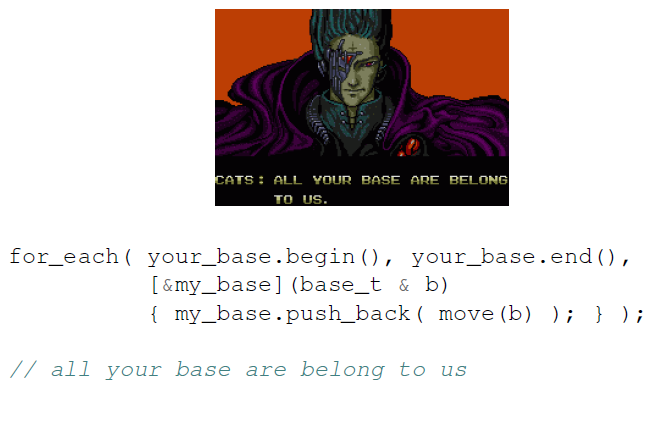 CATS: ALL YOUR BASE ARE BELONG
TO US.
for_each( your_base.begin(), your_base.end(),
[&my_base](base_t & b)
{ my_base.push_back( move(b) ); } );
// all your base are belong to us